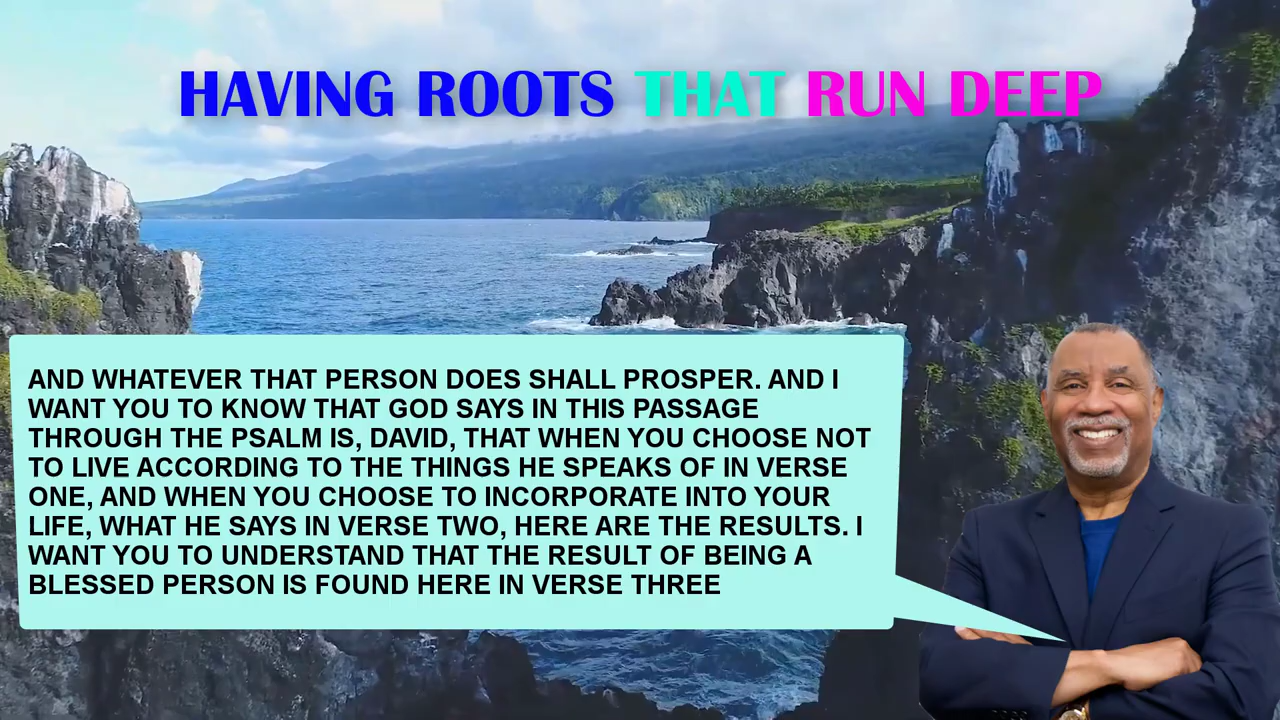 HAVING ROOTS THAT RUN DEEP
AND WHATEVER THAT PERSON DOES SHALL PROSPER. AND I
WANT YOU TO KNOW THAT GOD SAYS IN THIS PASSAGE
THROUGH THE PSALM IS, DAVID, THAT WHEN YOU CHOOSE NOT
TO LIVE ACCORDING TO THE THINGS HE SPEAKS OF IN VERSE
ONE, AND WHEN YOU CHOOSE TO INCORPORATE INTO YOUR
LIFE, WHAT HE SAYS IN VERSE TWO, HERE ARE THE RESULTS. I
WANT YOU TO UNDERSTAND THAT THE RESULT OF BEING A
BLESSED PERSON IS FOUND HERE IN VERSE THREE